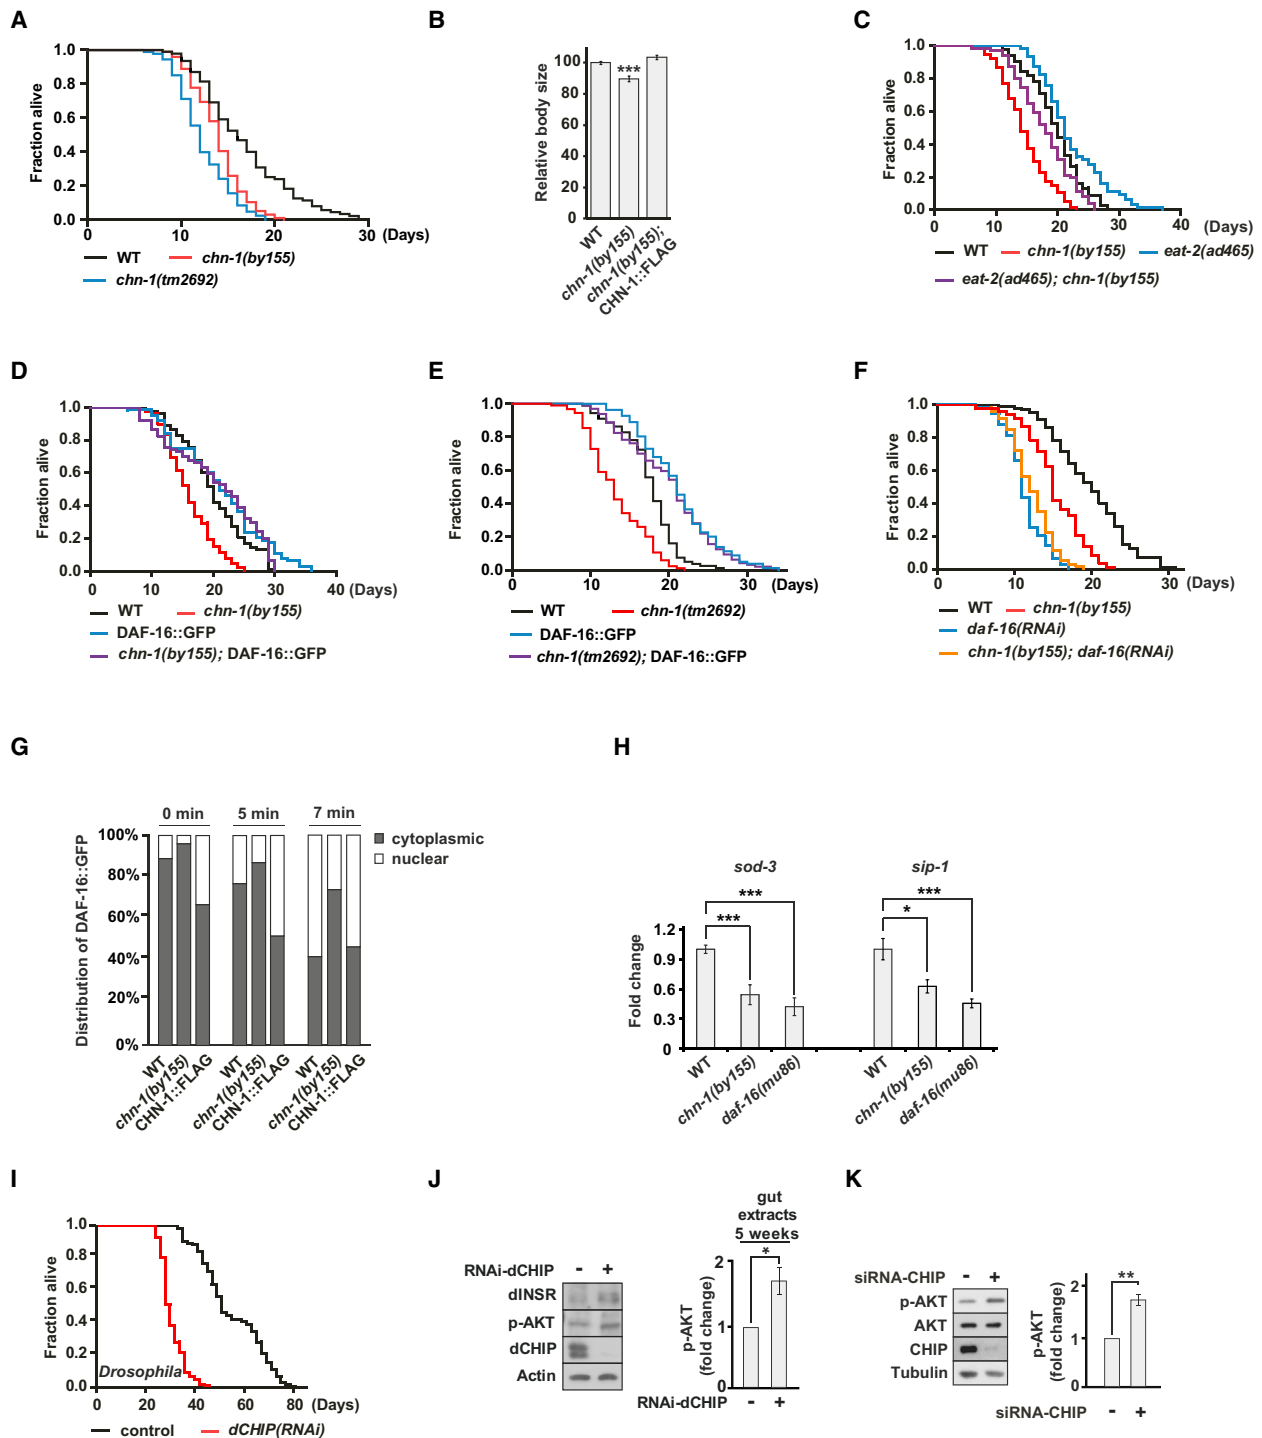 A
Fraction alive
1.0
0.8
0.6
0.4
0.2
0.0
0
10
20
30
(Days)
WT
chn-1(by155)
chn-1(tm2692)
B
Relative body size
100
80
60
40
20
0
***
WT
chn-1(by155)
chn-1(by155);
CHN-1::FLAG
C
Fraction alive
1.0
0.8
0.6
0.4
0.2
0.0
0
10
20
30
40
(Days)
WT
chn-1(by155)
eat-2(ad465)
eat-2(ad465); chn-1(by155)
D
Fraction alive
1.0
0.8
0.6
0.4
0.2
0.0
0
10
20
30
40
(Days)
WT
chn-1(by155)
DAF-16::GFP
chn-1(by155); DAF-16::GFP
E
Fraction alive
1.0
0.8
0.6
0.4
0.2
0.0
0
10
20
30
(Days)
WT
chn-1(tm2692)
DAF-16::GFP
chn-1(tm2692); DAF-16::GFP
F
Fraction alive
1.0
0.8
0.6
0.4
0.2
0.0
0
10
20
30
(Days)
WT
chn-1(by155)
daf-16(RNAi)
chn-1(by155); daf-16(RNAi)
G
Distribution of DAF-16::GFP
0 min
5 min
7 min
100%
80%
60%
40%
20%
0%
cytoplasmic
nuclear
WT
chn-1(by155)
CHN-1::FLAG
WT
chn-1(by155)
CHN-1::FLAG
WT
chn-1(by155)
CHN-1::FLAG
H
sod-3
sip-1
Fold change
1.2
0.9
0.6
0.3
0
***
***
***
*
WT
chn-1(by155)
daf-16(mu86)
WT
chn-1(by155)
daf-16(mu86)
I
Fraction alive
1.0
0.8
0.6
0.4
0.2
0.0
Drosophila
0
20
40
60
80
(Days)
control
dCHIP(RNAi)
J
RNAi-dCHIP - +
dINSR
p-AKT
dCHIP
Actin
gut
extracts
5 weeks
*
p-AKT
(fold change)
2
1
0
RNAi-dCHIP - +
K
siRNA-CHIP - +
p-AKT
AKT
CHIP
Tubulin
**
p-AKT
(fold change)
2
1
0
siRNA-CHIP - +